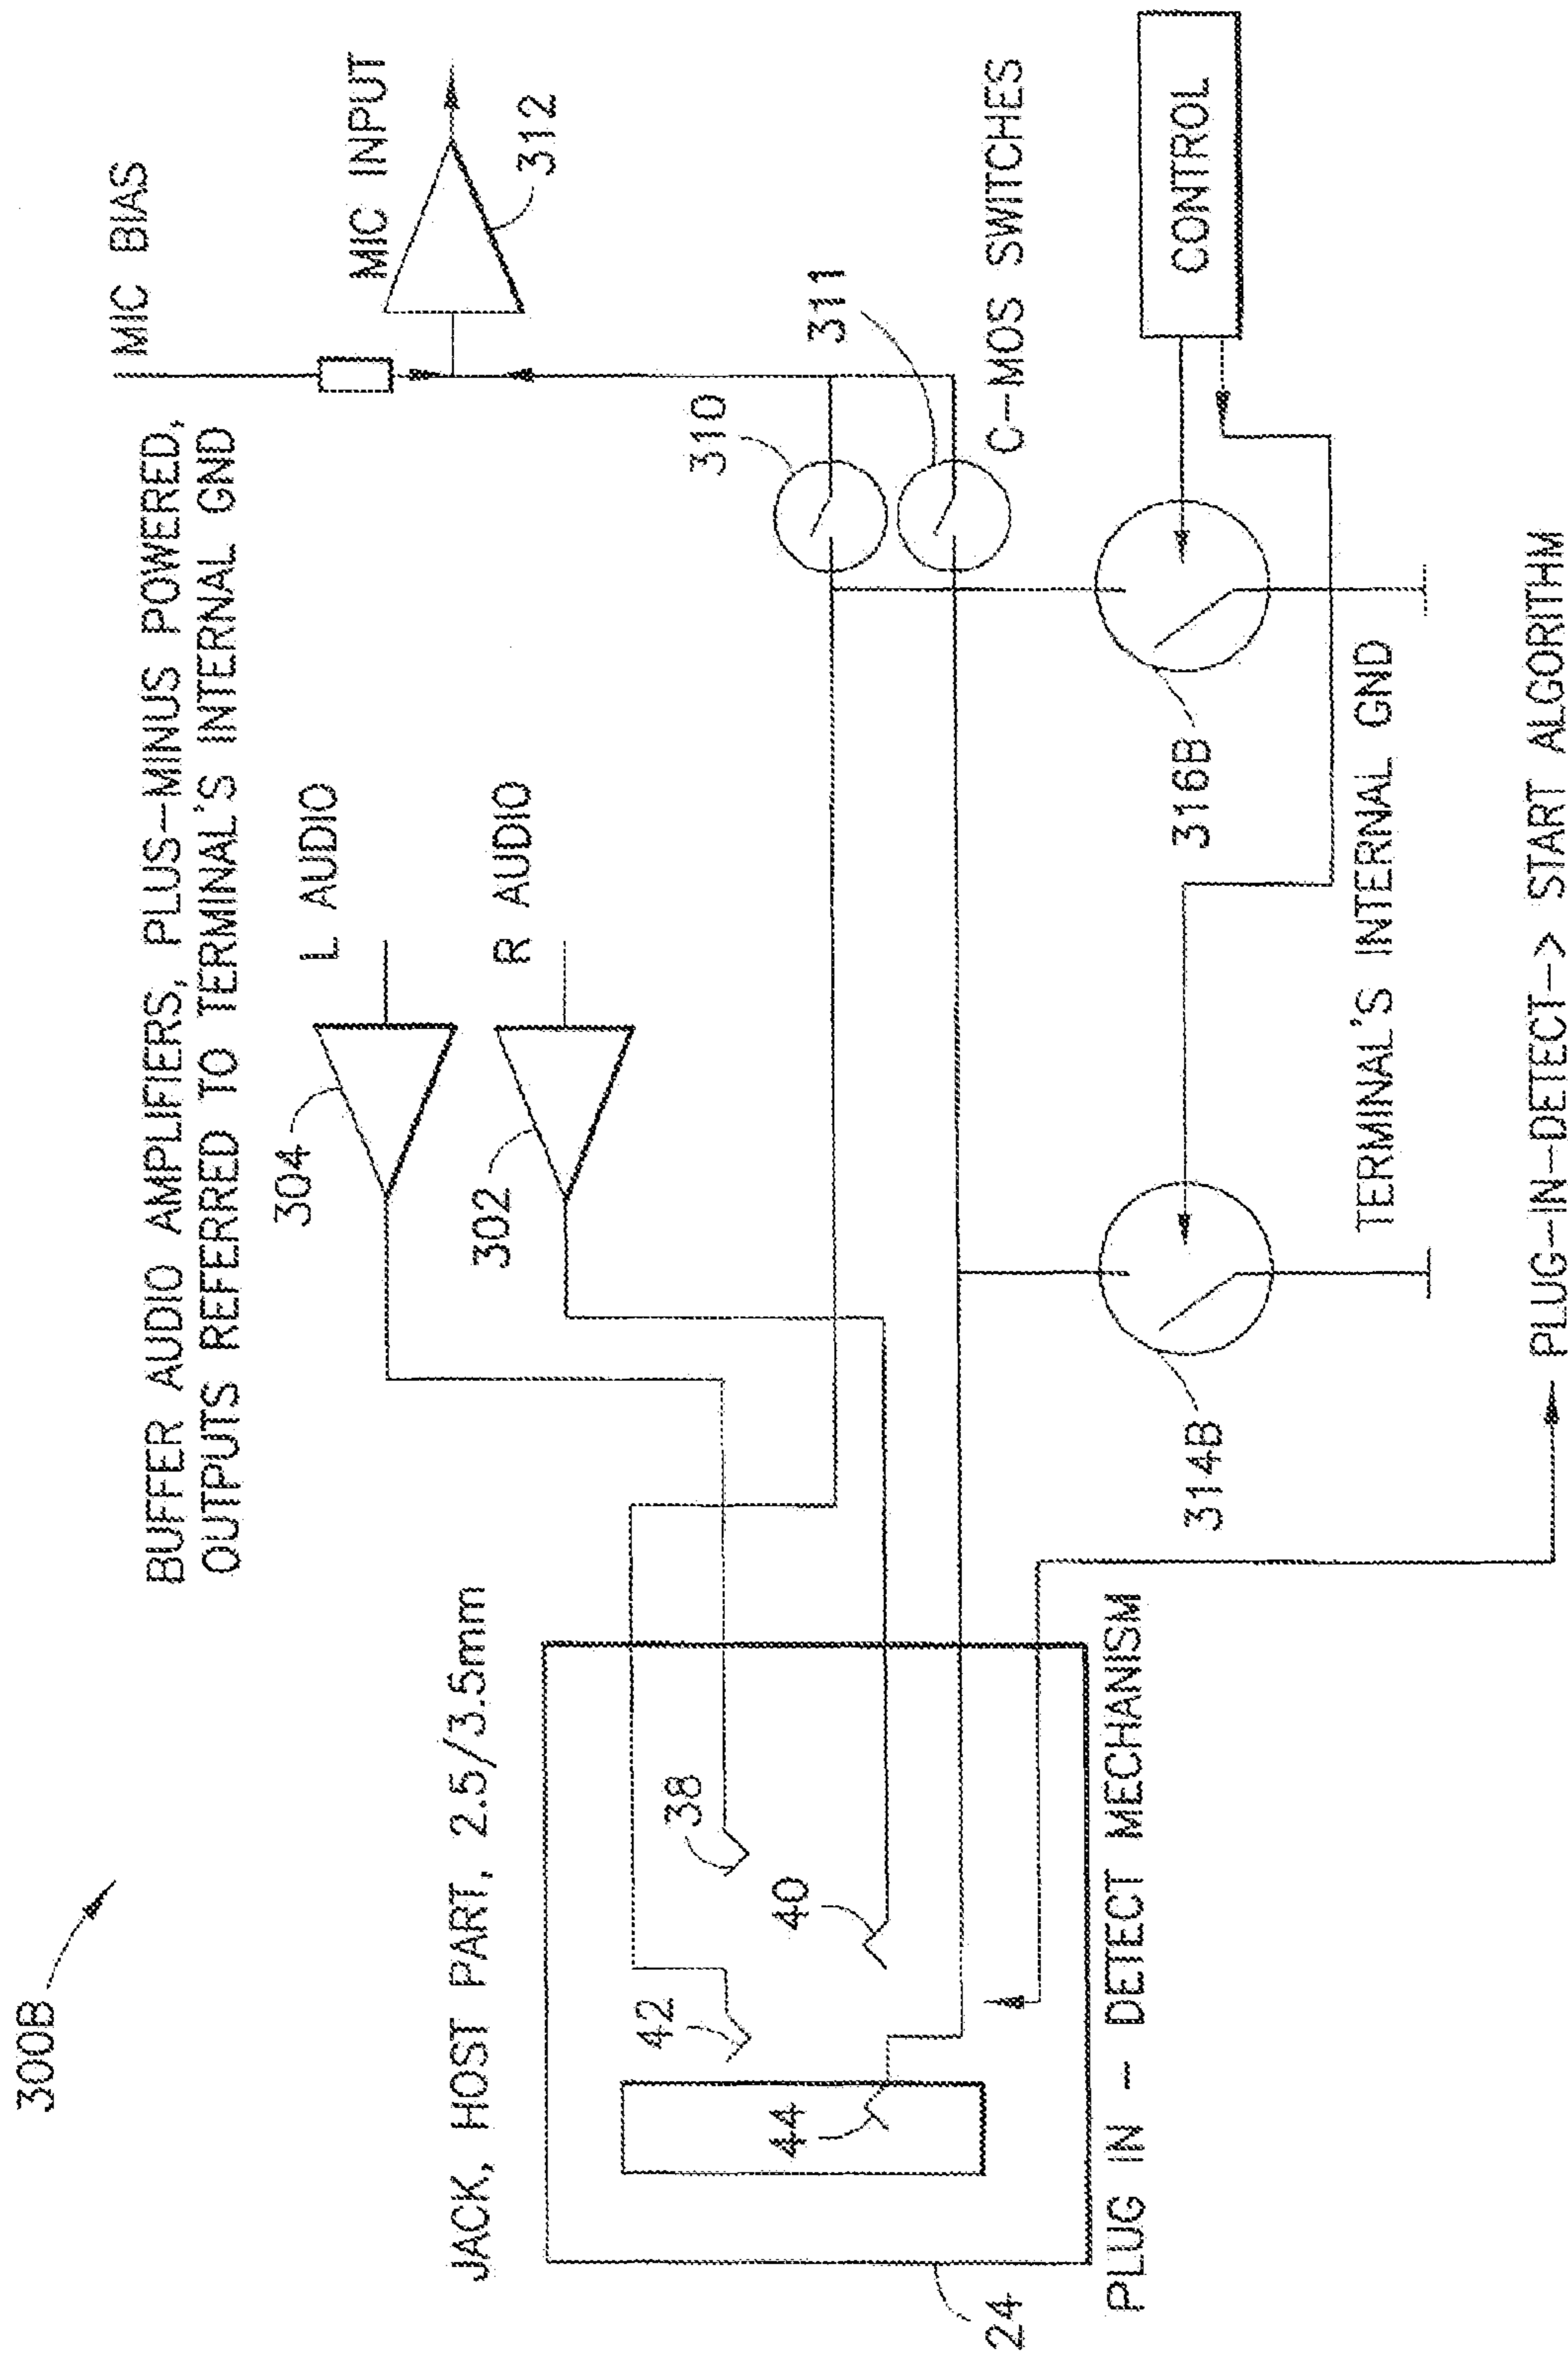 300B
JACK, HOST PART, 2.5/3.5mm
BUFFER AUDIO AMPLIFIERS, PLUS-MINUS POWERED,
OUTPUTS REFERRED TO TERMINAL'S INTERNAL GND
MIC BIAS
304
L AUDIO
MIC INPUT
302
R AUDIO
312
42
38
310
44
40
311
24
C-MOS SWITCHES
PLUG IN - DETECT MECHANISM
314B
316B
CONTROL
TERMINAL'S INTERNAL GND
PLUG-IN-DETECT-> START ALGORITHM